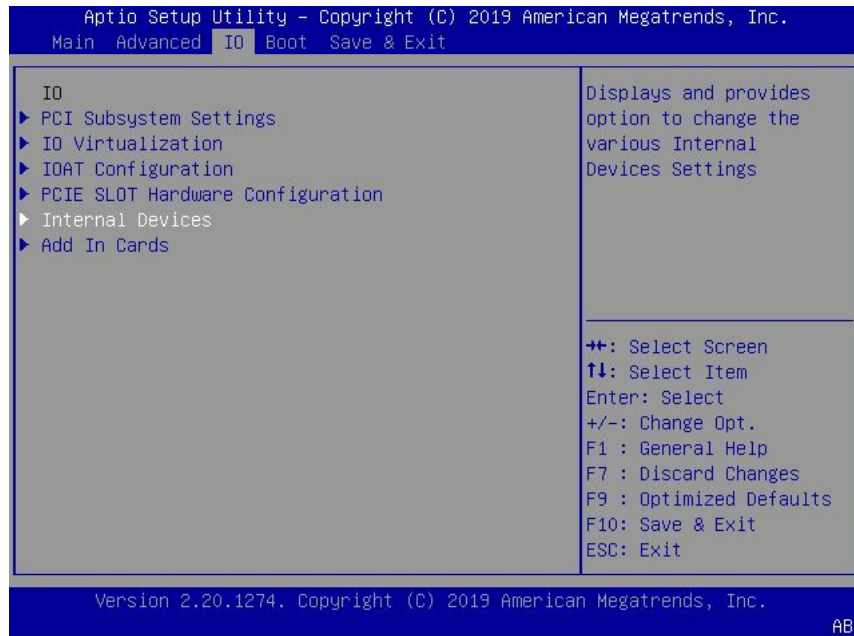 Aptio Setup Utility – Copyright (C) 2019 American Megatrends, Inc.
Main Advanced IO Boot Save & Exit
IO
PCI Subsystem Settings
IO Virtualization
IOAT Configuration
PCIE SLOT Hardware Configuration
Internal Devices
Add In Cards
Displays and provides
option to change the
various Internal
Devices Settings
→←: Select Screen
↑↓: Select Item
Enter: Select
+/-: Change Opt.
F1 : General Help
F7 : Discard Changes
F9 : Optimized Defaults
F10: Save & Exit
ESC: Exit
Version 2.20.1274. Copyright (C) 2019 American Megatrends, Inc.
AB